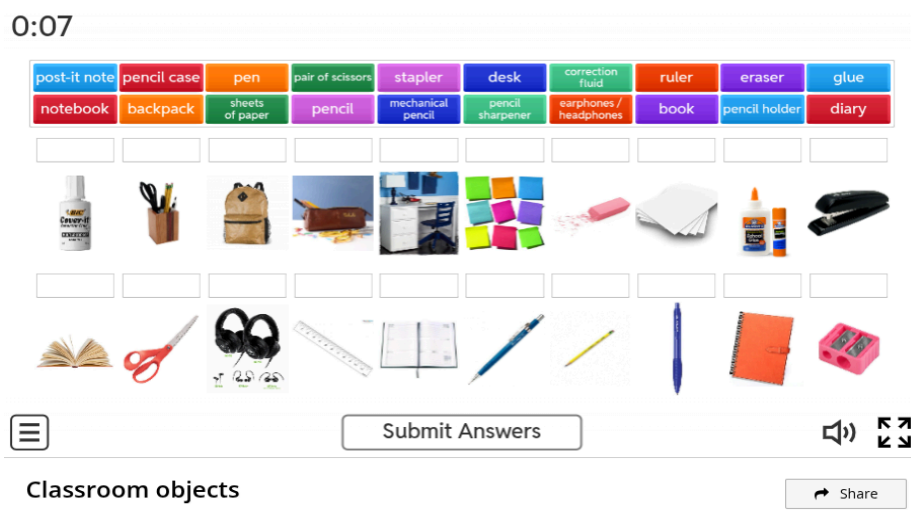 0:07
post-it note pencil case pen pair of scissors stapler desk correction fluid ruler eraser glue
notebook backpack sheets of paper pencil mechanical pencil pencil sharpener earphones / headphones book pencil holder diary
BIC
Cover-it
Submit Answers
Classroom objects
Share